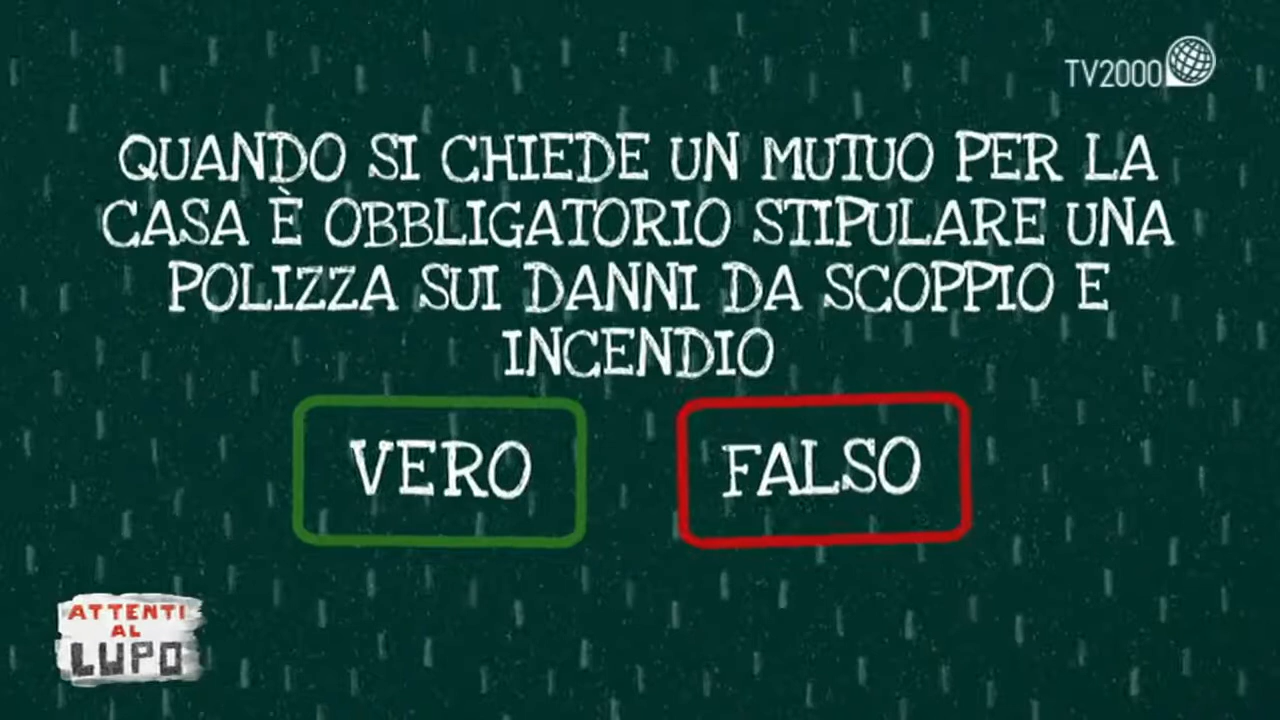 TV2000
QUANDO SI CHIEDE UN MUTUO PER LA
CASA È OBBLIGATORIO STIPULARE UNA
POLIZZA SUI DANNI DA SCOPPIO E
INCENDIO
VERO
FALSO
ATTENTI
AL
LUPO